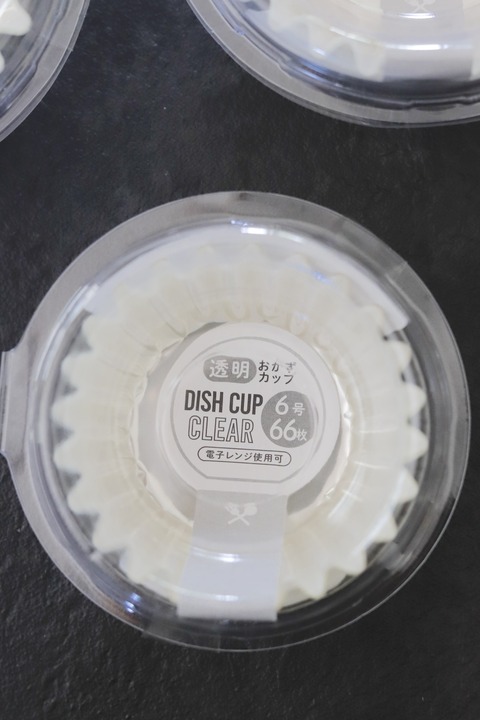 透明 おかず
カップ
DISH CUP
CLEAR
6号
66枚
電子レンジ使用可